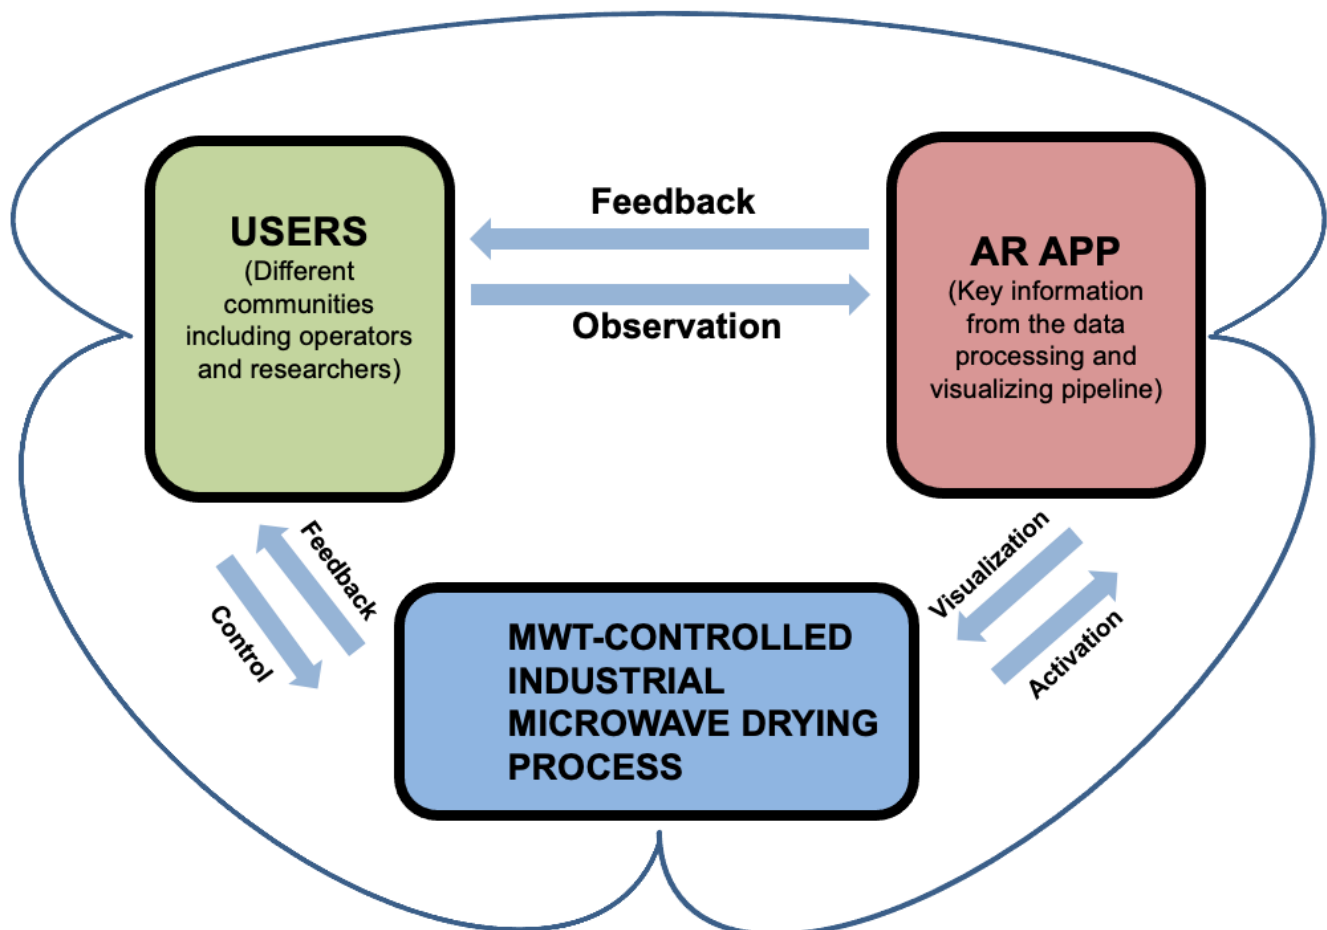 USERS
(Different
communities
including operators
and researchers)
Feedback
Observation
AR APP
(Key information
from the data
processing and
visualizing pipeline)
Feedback
Control
Visualization
Activation
MWT-CONTROLLED
INDUSTRIAL
MICROWAVE DRYING
PROCESS